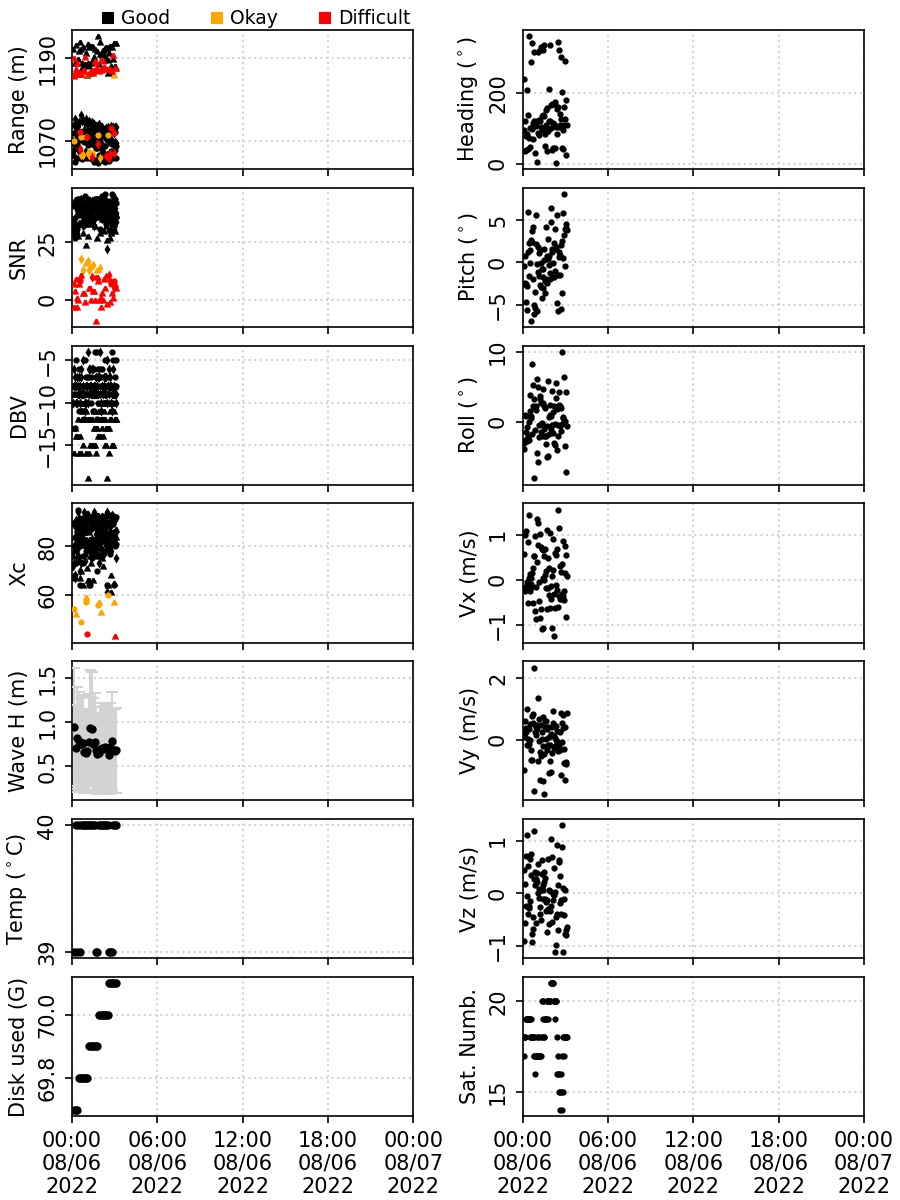 Good Okay Difficult
Range (m) 1190 1070
Heading (°) 200 0
SNR 25 0
Pitch (°) 5 0 −5
DBV −5 −10 −15
Roll (°) 10 0
Xc 80 60
Vx (m/s) 1 0 −1
Wave H (m) 1.5 1.0 0.5
Vy (m/s) 2 0
Temp (°C) 40 39
Vz (m/s) 1 0 −1
Disk used (G) 70.0 69.8
Sat. Numb. 20 15
00:00 06:00 12:00 18:00 00:00
08/06 08/06 08/06 08/06 08/07
2022 2022 2022 2022 2022
00:00 06:00 12:00 18:00 00:00
08/06 08/06 08/06 08/06 08/07
2022 2022 2022 2022 2022